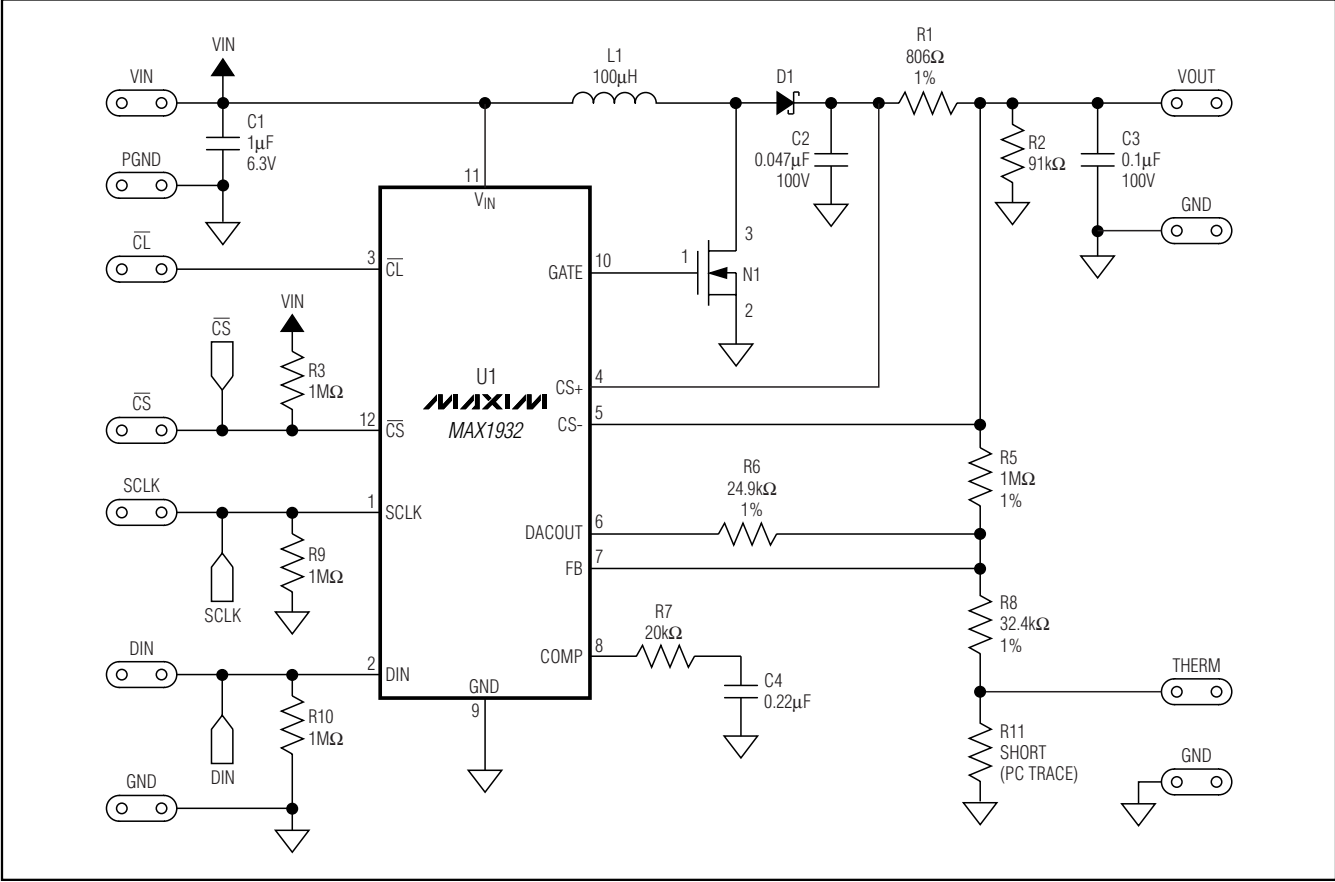 VIN
VIN
C1
1µF
6.3V
PGND
L1
100µH
D1
R1
806Ω
1%
VOUT
C2
0.047µF
100V
R2
91kΩ
C3
0.1µF
100V
GND
11
VIN
3
CL
CL
GATE
10
1
3
N1
2
VIN
CS
R3
1MΩ
CS
12
CS
U1
MAXIM
MAX1932
CS+
4
CS-
5
R5
1MΩ
1%
SCLK
1
SCLK
R9
1MΩ
SCLK
R6
24.9kΩ
1%
DACOUT
6
FB
7
R8
32.4kΩ
1%
R7
20kΩ
COMP
8
C4
0.22µF
DIN
2
DIN
R10
1MΩ
DIN
GND
GND
9
THERM
R11
SHORT
(PC TRACE)
GND